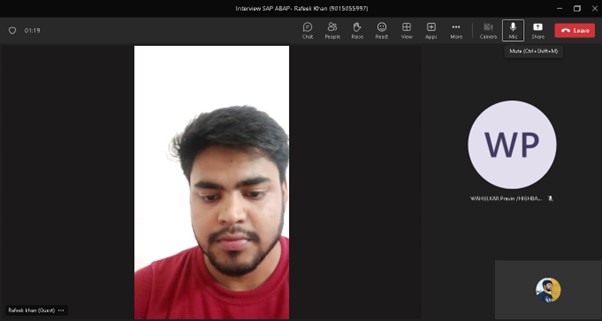 Interview SAP ABAP- Rafeek Khan (9015055997)
01:19
Chat People Raise React View Apps More Camera Mic Share Leave
Mute (Ctrl+Shift+M)
WP
WAHEELKAR Pravin /HIGHBA...
Rafeek khan (Guest)